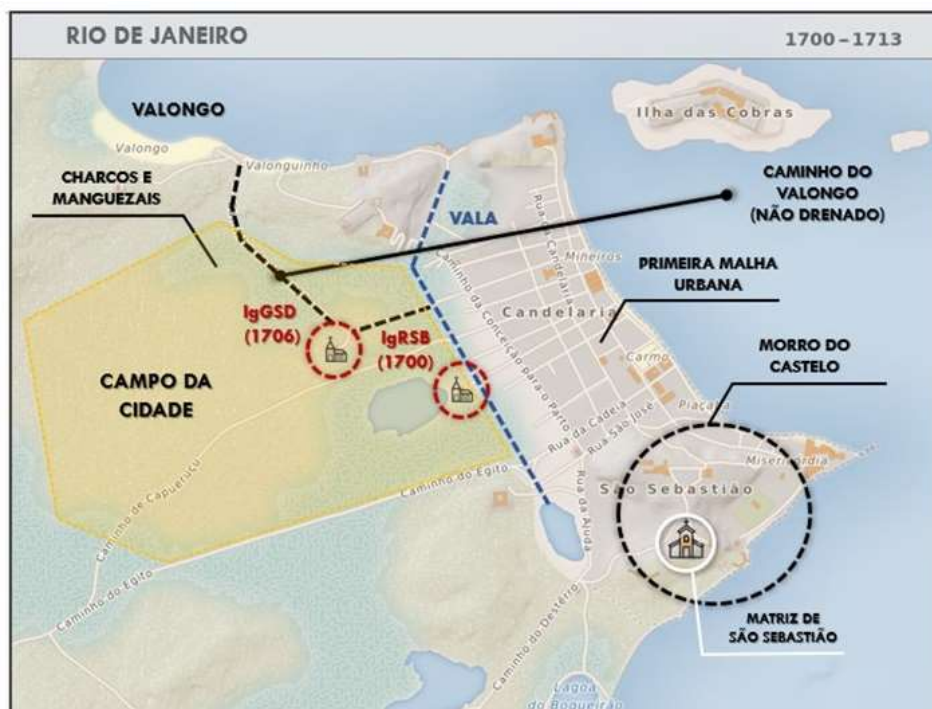 RIO DE JANEIRO
1700-1713
VALONGO
Valongo
Valonguinho
Ilha das Cobras
CHARCOS E
MANGUEZAIS
CAMINHO DO
VALONGO
(NÃO DRENADO)
VALA
Rua da Candelaria
Mineiros
Caminho da Conceição para o Parto
PRIMEIRA MALHA
URBANA
Candelaria
IgGSD
(1706)
IgRSB
(1700)
Carmo
MORRO DO
CASTELO
CAMPO DA
CIDADE
Piaçaba
Rua da Cadeia
Rua São José
Misericórdia
Caminho de Capueruçu
Caminho do Egito
São Sebastião
Rua da Ajuda
Caminho do Egito
Caminho do Destêrro
MATRIZ DE
SÃO SEBASTIÃO
Lagoa
do Boqueirão